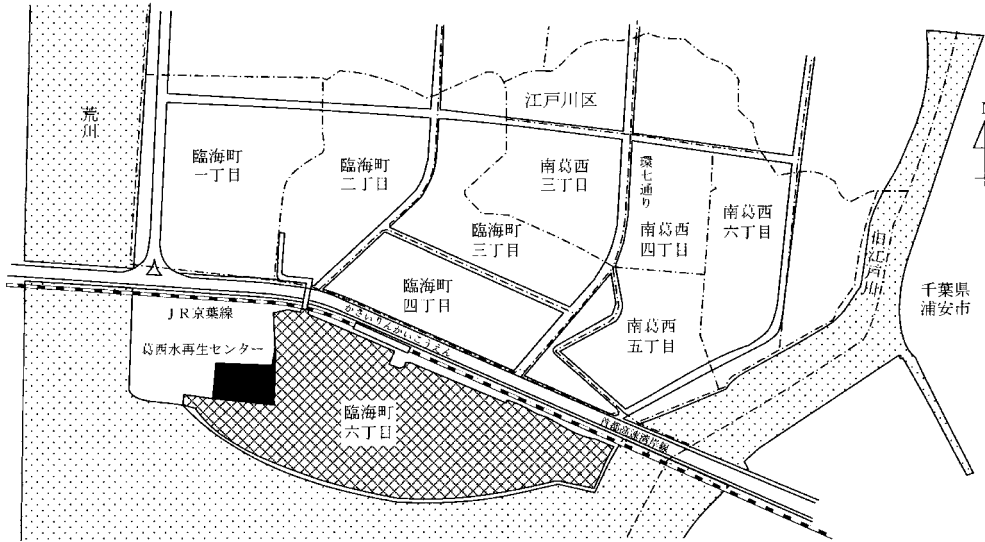 荒川
江戸川区
臨海町
一丁目
臨海町
二丁目
南葛西
三丁目
環七通り
臨海町
三丁目
南葛西
四丁目
南葛西
六丁目
旧江戸川
千葉県
浦安市
N
臨海町
四丁目
JR京葉線
かさいりんかいこうえん
南葛西
五丁目
葛西水再生センター
臨海町
六丁目
首都高速湾岸線